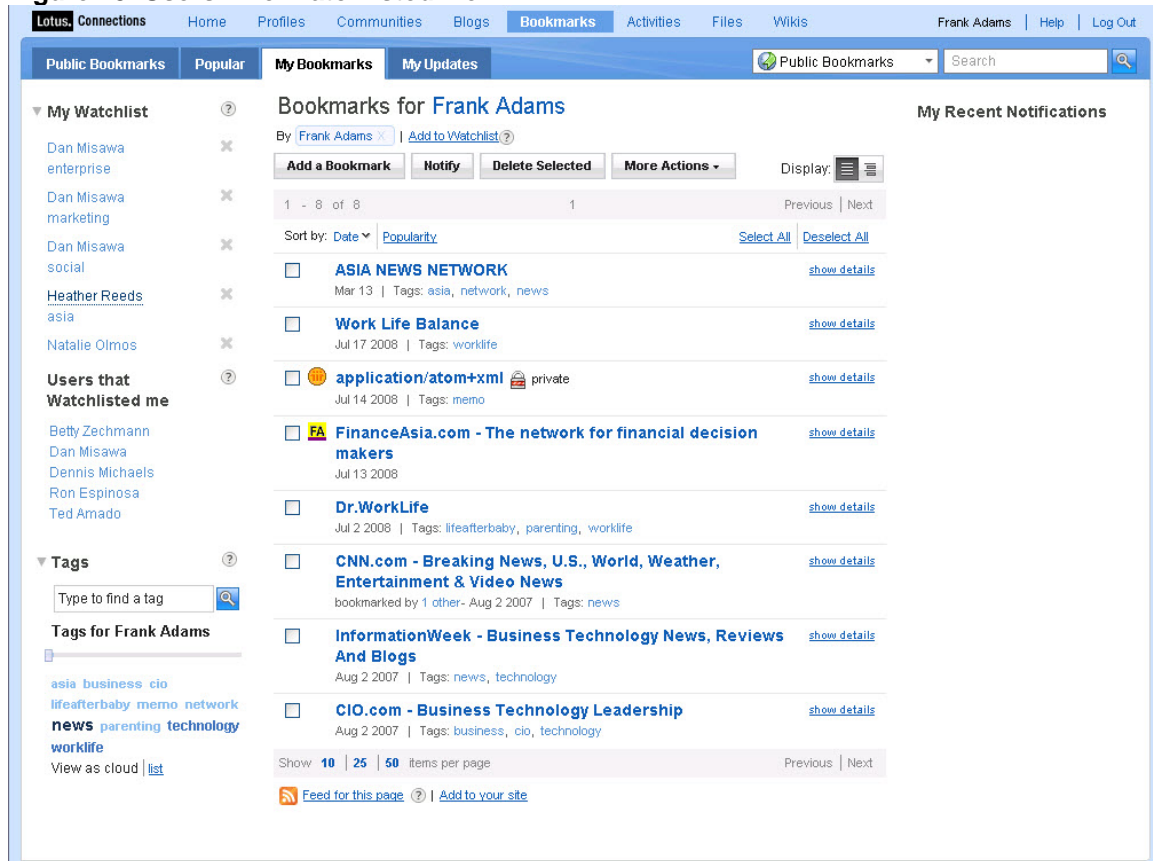 Lotus. Connections Home Profiles Communities Blogs Bookmarks Activities Files Wikis Frank Adams | Help | Log Out
Public Bookmarks Popular My Bookmarks My Updates Public Bookmarks Search
My Watchlist ?
Dan Misawa
enterprise
Dan Misawa
marketing
Dan Misawa
social
Heather Reeds
asia
Natalie Olmos
Users that ?
Watchlisted me
Betty Zechmann
Dan Misawa
Dennis Michaels
Ron Espinosa
Ted Amado
Tags ?
Type to find a tag
Tags for Frank Adams
asia business cio
lifeafterbaby memo network
news parenting technology
worklife
View as cloud | list
Bookmarks for Frank Adams
By Frank Adams X | Add to Watchlist ?
Add a Bookmark Notify Delete Selected More Actions Display:
1 - 8 of 8 1 Previous | Next
Sort by: Date Popularity Select All | Deselect All
ASIA NEWS NETWORK show details
Mar 13 | Tags: asia, network, news
Work Life Balance show details
Jul 17 2008 | Tags: worklife
application/atom+xml private show details
Jul 14 2008 | Tags: memo
FA FinanceAsia.com - The network for financial decision show details
makers
Jul 13 2008
Dr.WorkLife show details
Jul 2 2008 | Tags: lifeafterbaby, parenting, worklife
CNN.com - Breaking News, U.S., World, Weather, show details
Entertainment & Video News
bookmarked by 1 other- Aug 2 2007 | Tags: news
InformationWeek - Business Technology News, Reviews show details
And Blogs
Aug 2 2007 | Tags: news, technology
CIO.com - Business Technology Leadership show details
Aug 2 2007 | Tags: business, cio, technology
Show 10 | 25 | 50 items per page Previous | Next
Feed for this page ? | Add to your site
My Recent Notifications